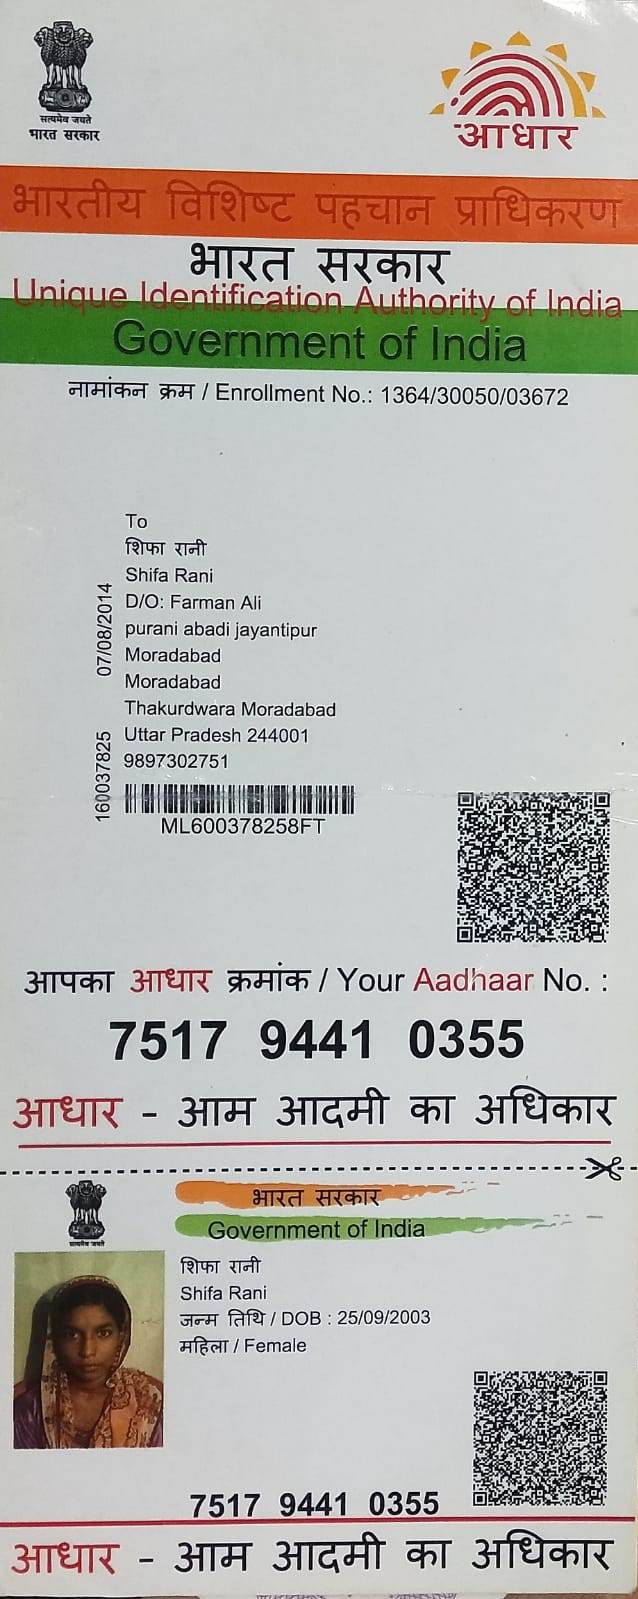 सत्यमेव जयते
भारत सरकार
आधार
भारतीय विशिष्ट पहचान प्राधिकरण
भारत सरकार
Unique Identification Authority of India
Government of India
नामांकन क्रम / Enrollment No.: 1364/30050/03672
To
शिफा रानी
Shifa Rani
D/O: Farman Ali
purani abadi jayantipur
Moradabad
Moradabad
Thakurdwara Moradabad
Uttar Pradesh 244001
9897302751
160037825 07/08/2014
ML600378258FT
आपका आधार क्रमांक / Your Aadhaar No. :
7517 9441 0355
आधार - आम आदमी का अधिकार
सत्यमेव जयते
भारत सरकार
Government of India
शिफा रानी
Shifa Rani
जन्म तिथि / DOB : 25/09/2003
महिला / Female
7517 9441 0355
आधार - आम आदमी का अधिकार